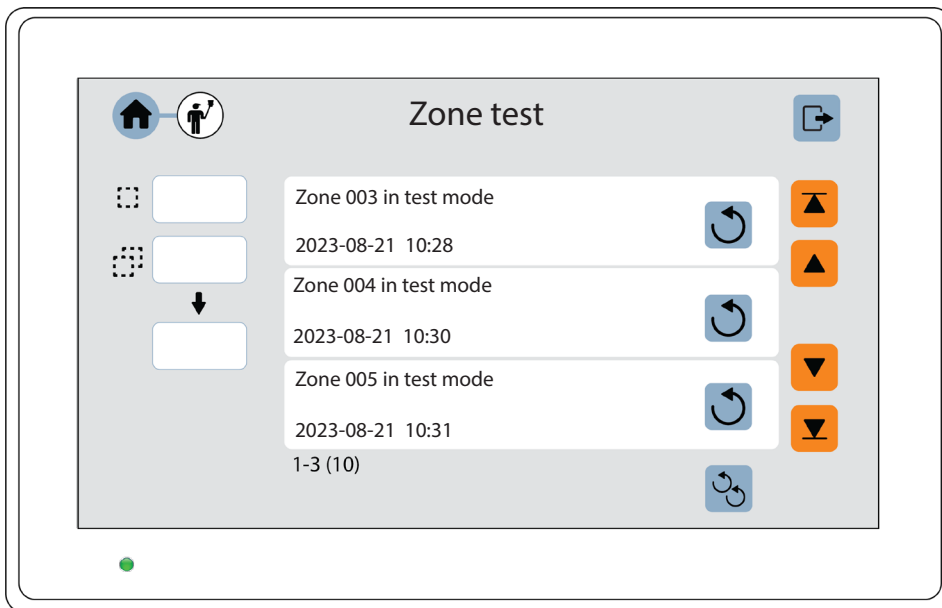 Zone test
Zone 003 in test mode
2023-08-21 10:28
Zone 004 in test mode
2023-08-21 10:30
Zone 005 in test mode
2023-08-21 10:31
1-3 (10)